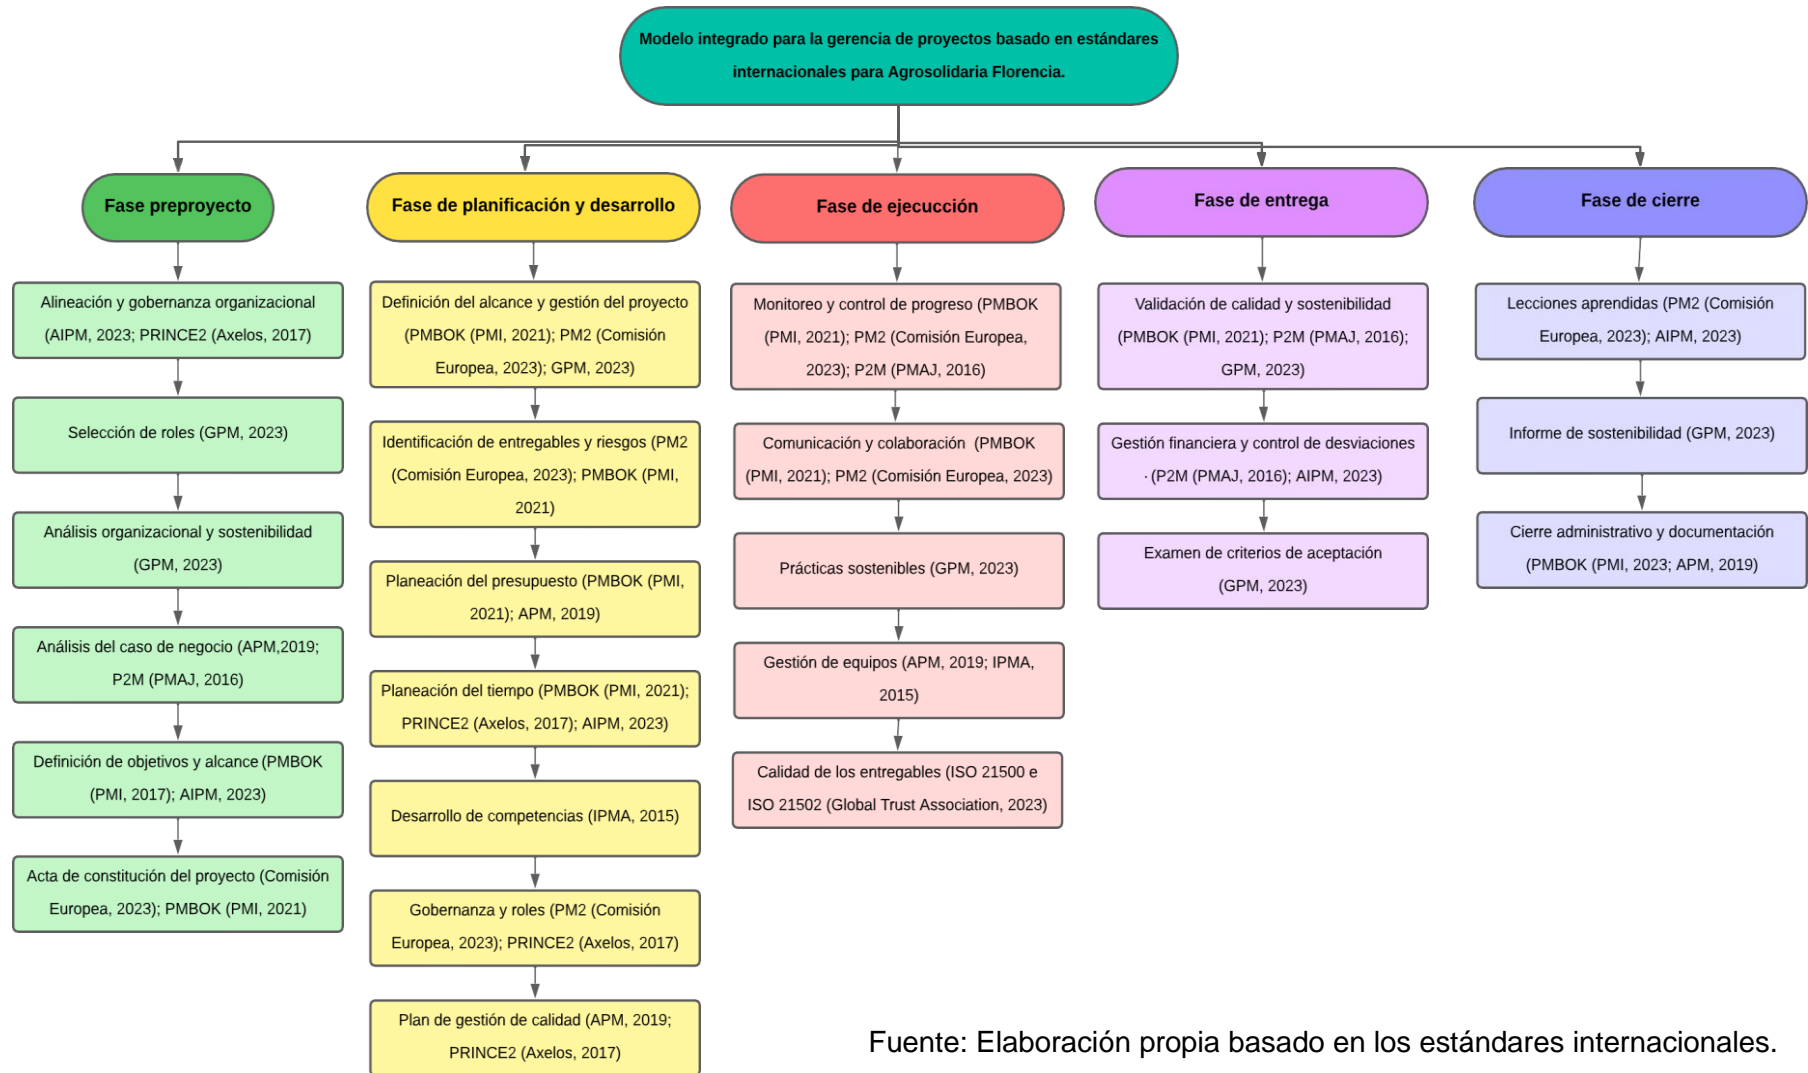 Modelo integrado para la gerencia de proyectos basado en estándares
internacionales para Agrosolidaria Florencia.
Fase preproyecto
Alineación y gobernanza organizacional
(AIPM, 2023; PRINCE2 (Axelos, 2017)
Selección de roles (GPM, 2023)
Análisis organizacional y sostenibilidad
(GPM, 2023)
Análisis del caso de negocio (APM,2019;
P2M (PMAJ, 2016)
Definición de objetivos y alcance (PMBOK
(PMI, 2017); AIPM, 2023)
Acta de constitución del proyecto (Comisión
Europea, 2023); PMBOK (PMI, 2021)
Fase de planificación y desarrollo
Definición del alcance y gestión del proyecto
(PMBOK (PMI, 2021); PM2 (Comisión
Europea, 2023); GPM, 2023)
Identificación de entregables y riesgos (PM2
(Comisión Europea, 2023); PMBOK (PMI,
2021)
Planeación del presupuesto (PMBOK (PMI,
2021); APM, 2019)
Planeación del tiempo (PMBOK (PMI, 2021);
PRINCE2 (Axelos, 2017); AIPM, 2023)
Desarrollo de competencias (IPMA, 2015)
Gobernanza y roles (PM2 (Comisión
Europea, 2023); PRINCE2 (Axelos, 2017)
Plan de gestión de calidad (APM, 2019;
PRINCE2 (Axelos, 2017)
Fase de ejecucción
Monitoreo y control de progreso (PMBOK
(PMI, 2021); PM2 (Comisión Europea,
2023); P2M (PMAJ, 2016)
Comunicación y colaboración (PMBOK
(PMI, 2021); PM2 (Comisión Europea, 2023)
Prácticas sostenibles (GPM, 2023)
Gestión de equipos (APM, 2019; IPMA,
2015)
Calidad de los entregables (ISO 21500 e
ISO 21502 (Global Trust Association, 2023)
Fase de entrega
Validación de calidad y sostenibilidad
(PMBOK (PMI, 2021); P2M (PMAJ, 2016);
GPM, 2023)
Gestión financiera y control de desviaciones
· (P2M (PMAJ, 2016); AIPM, 2023)
Examen de criterios de aceptación
(GPM, 2023)
Fase de cierre
Lecciones aprendidas (PM2 (Comisión
Europea, 2023); AIPM, 2023)
Informe de sostenibilidad (GPM, 2023)
Cierre administrativo y documentación
(PMBOK (PMI, 2023; APM, 2019)
Fuente: Elaboración propia basado en los estándares internacionales.